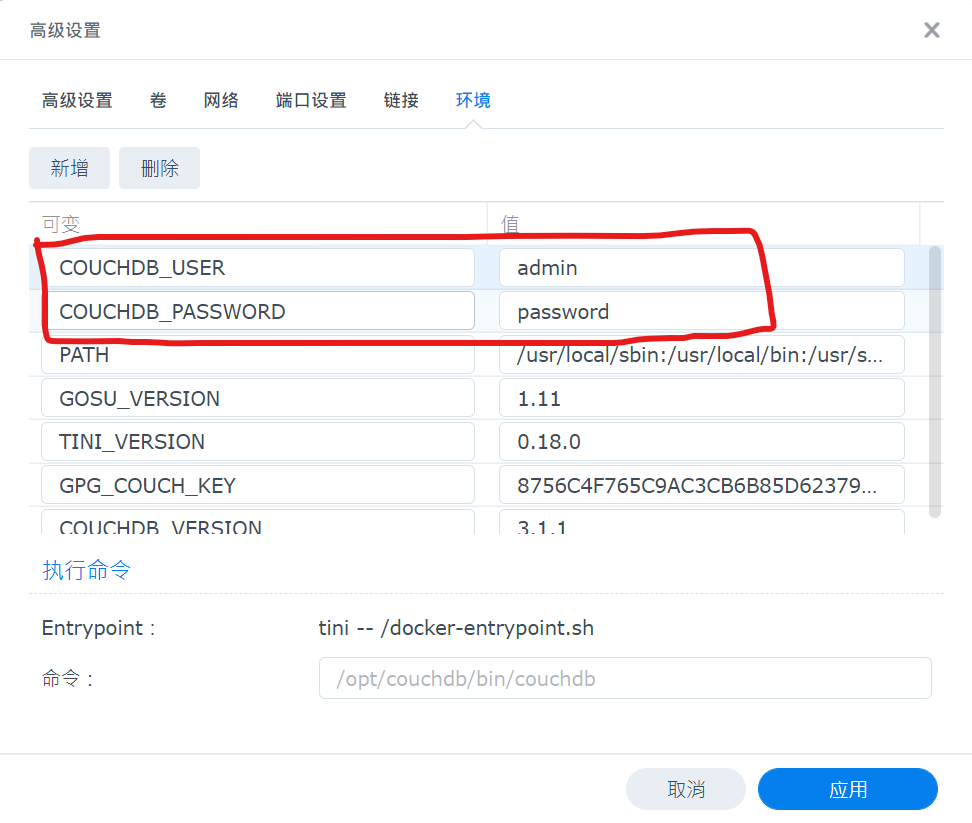 高级设置
高级设置 卷 网络 端口设置 链接 环境
新增 删除
可变 值
COUCHDB_USER admin
COUCHDB_PASSWORD password
PATH /usr/local/sbin:/usr/local/bin:/usr/s...
GOSU_VERSION 1.11
TINI_VERSION 0.18.0
GPG_COUCH_KEY 8756C4F765C9AC3CB6B85D62379...
COUCHDB_VERSION 3.1.1
执行命令
Entrypoint : tini -- /docker-entrypoint.sh
命令 : /opt/couchdb/bin/couchdb
取消 应用